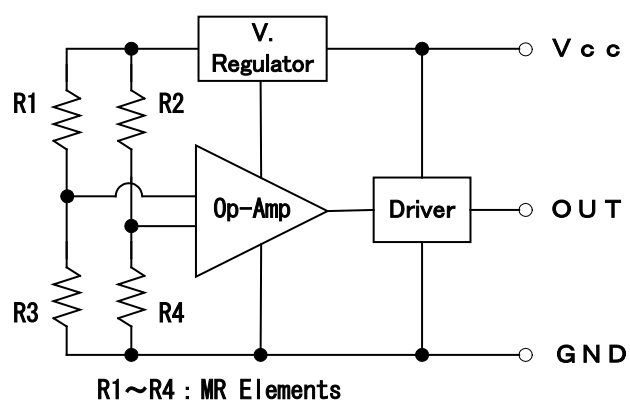 V.
Regulator
Vcc
R1
R2
Op-Amp
Driver
OUT
R3
R4
GND
R1～R4 : MR Elements